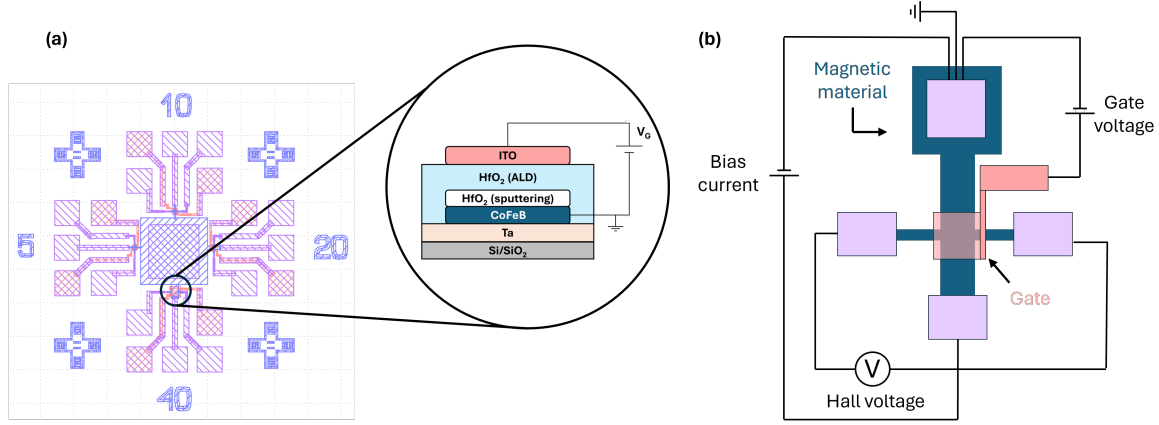 (a)
10
5
20
40
V_G
ITO
HfO₂ (ALD)
HfO₂ (sputtering)
CoFeB
Ta
Si/SiO₂
(b)
Magnetic
material
Bias
current
Gate
voltage
Gate
V
Hall voltage